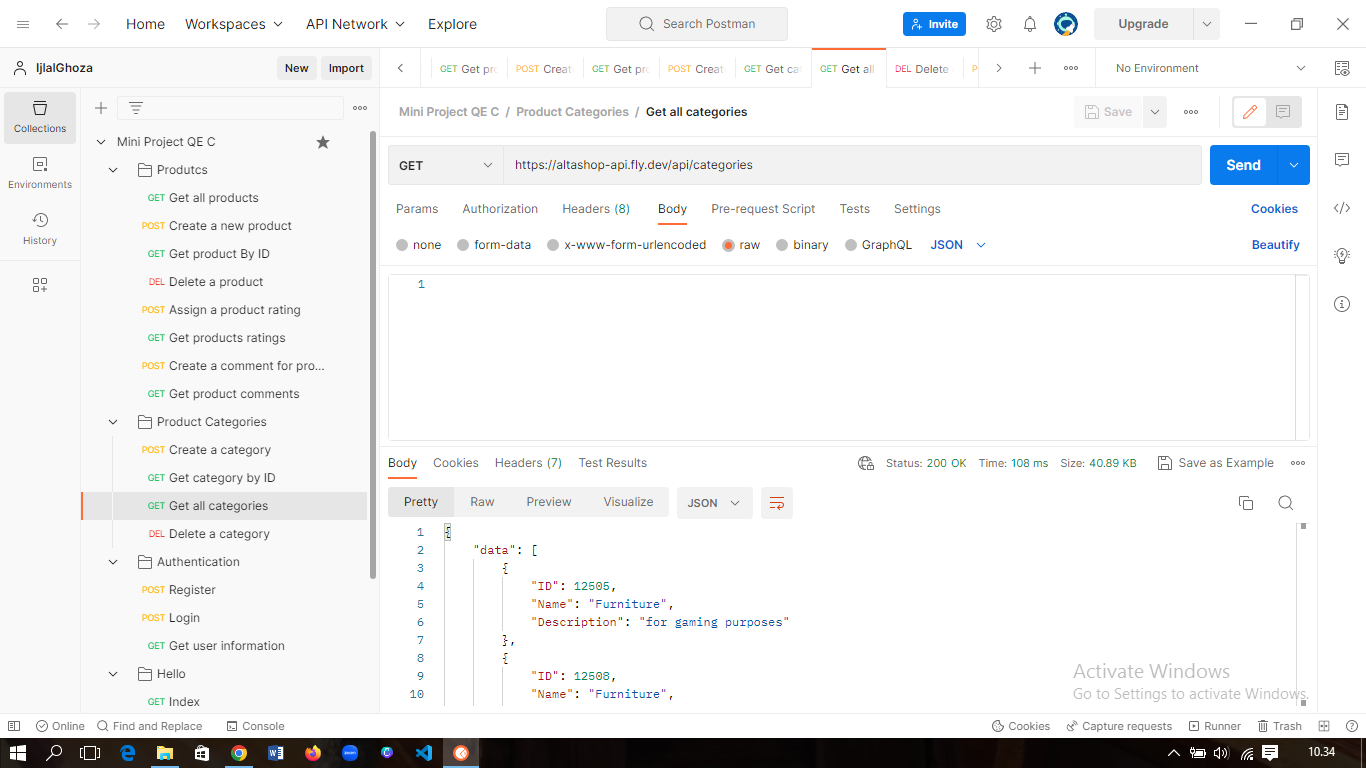 Home Workspaces API Network Explore Search Postman Invite Upgrade
IjlalGhoza New Import
GET Get pr POST Creat GET Get pr POST Creat GET Get ca GET Get all DEL Delete No Environment
Mini Project QE C / Product Categories / Get all categories Save
Collections
Environments
History
Mini Project QE C
Produtcs
GET Get all products
POST Create a new product
GET Get product By ID
DEL Delete a product
POST Assign a product rating
GET Get products ratings
POST Create a comment for pro...
GET Get product comments
Product Categories
POST Create a category
GET Get category by ID
GET Get all categories
DEL Delete a category
Authentication
POST Register
POST Login
GET Get user information
Hello
GET Index
GET https://altashop-api.fly.dev/api/categories Send
Params Authorization Headers (8) Body Pre-request Script Tests Settings Cookies
none form-data x-www-form-urlencoded raw binary GraphQL JSON Beautify
1
Body Cookies Headers (7) Test Results Status: 200 OK Time: 108 ms Size: 40.89 KB Save as Example
Pretty Raw Preview Visualize JSON
1 {
2 "data": [
3 {
4 "ID": 12505,
5 "Name": "Furniture",
6 "Description": "for gaming purposes"
7 },
8 {
9 "ID": 12508,
10 "Name": "Furniture",
Activate Windows
Go to Settings to activate Windows.
Online Find and Replace Console Cookies Capture requests Runner Trash
10.34